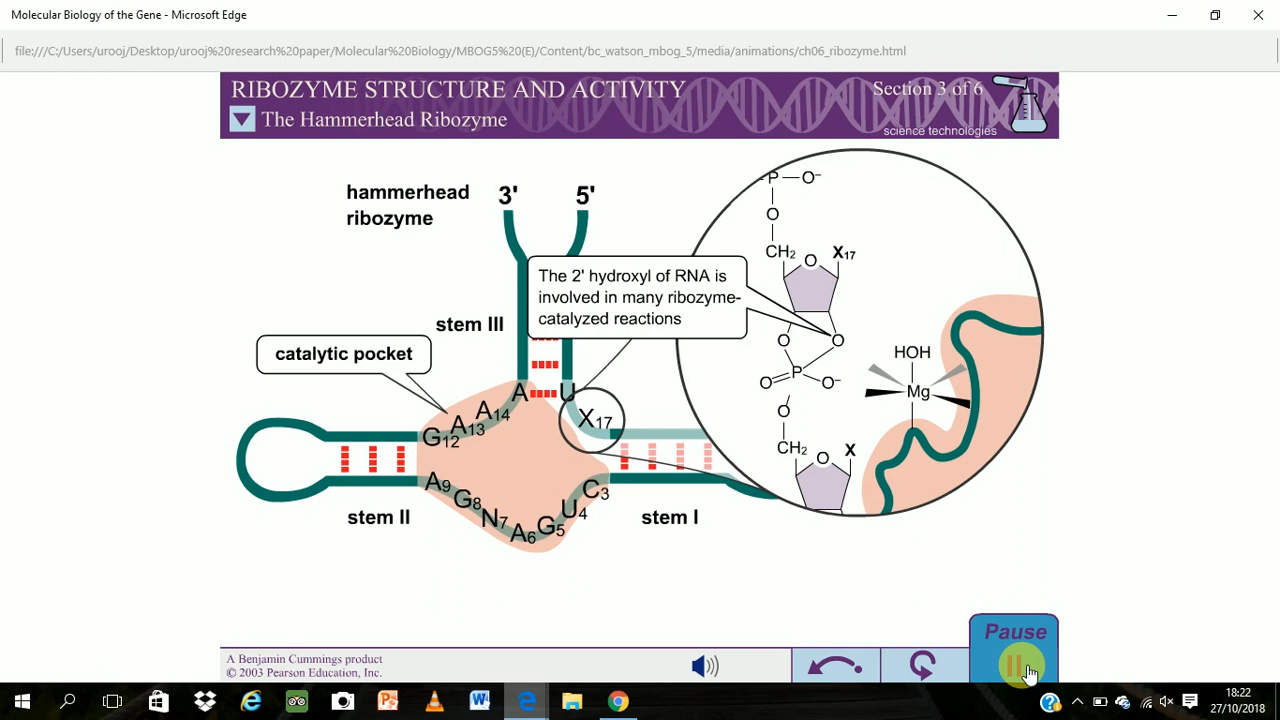 Molecular Biology of the Gene - Microsoft Edge
file:///C:/Users/urooj/Desktop/urooj%20research%20paper/Molecular%20Biology/MBOG5%20(E)/Content/bc_watson_mbog_5/media/animations/ch06_ribozyme.html
RIBOZYME STRUCTURE AND ACTIVITY
Section 3 of 6
The Hammerhead Ribozyme
science technologies
hammerhead
ribozyme
3'
5'
The 2' hydroxyl of RNA is
involved in many ribozyme-
catalyzed reactions
stem III
catalytic pocket
A
U
G12
A13
A14
X17
A9
G8
N7
A6
G5
U4
C3
stem II
stem I
P
O-
O
CH2
O
X17
O
O
HOH
O
P
O-
Mg
O
CH2
O
X
Pause
A Benjamin Cummings product
© 2003 Pearson Education, Inc.
18:22
27/10/2018